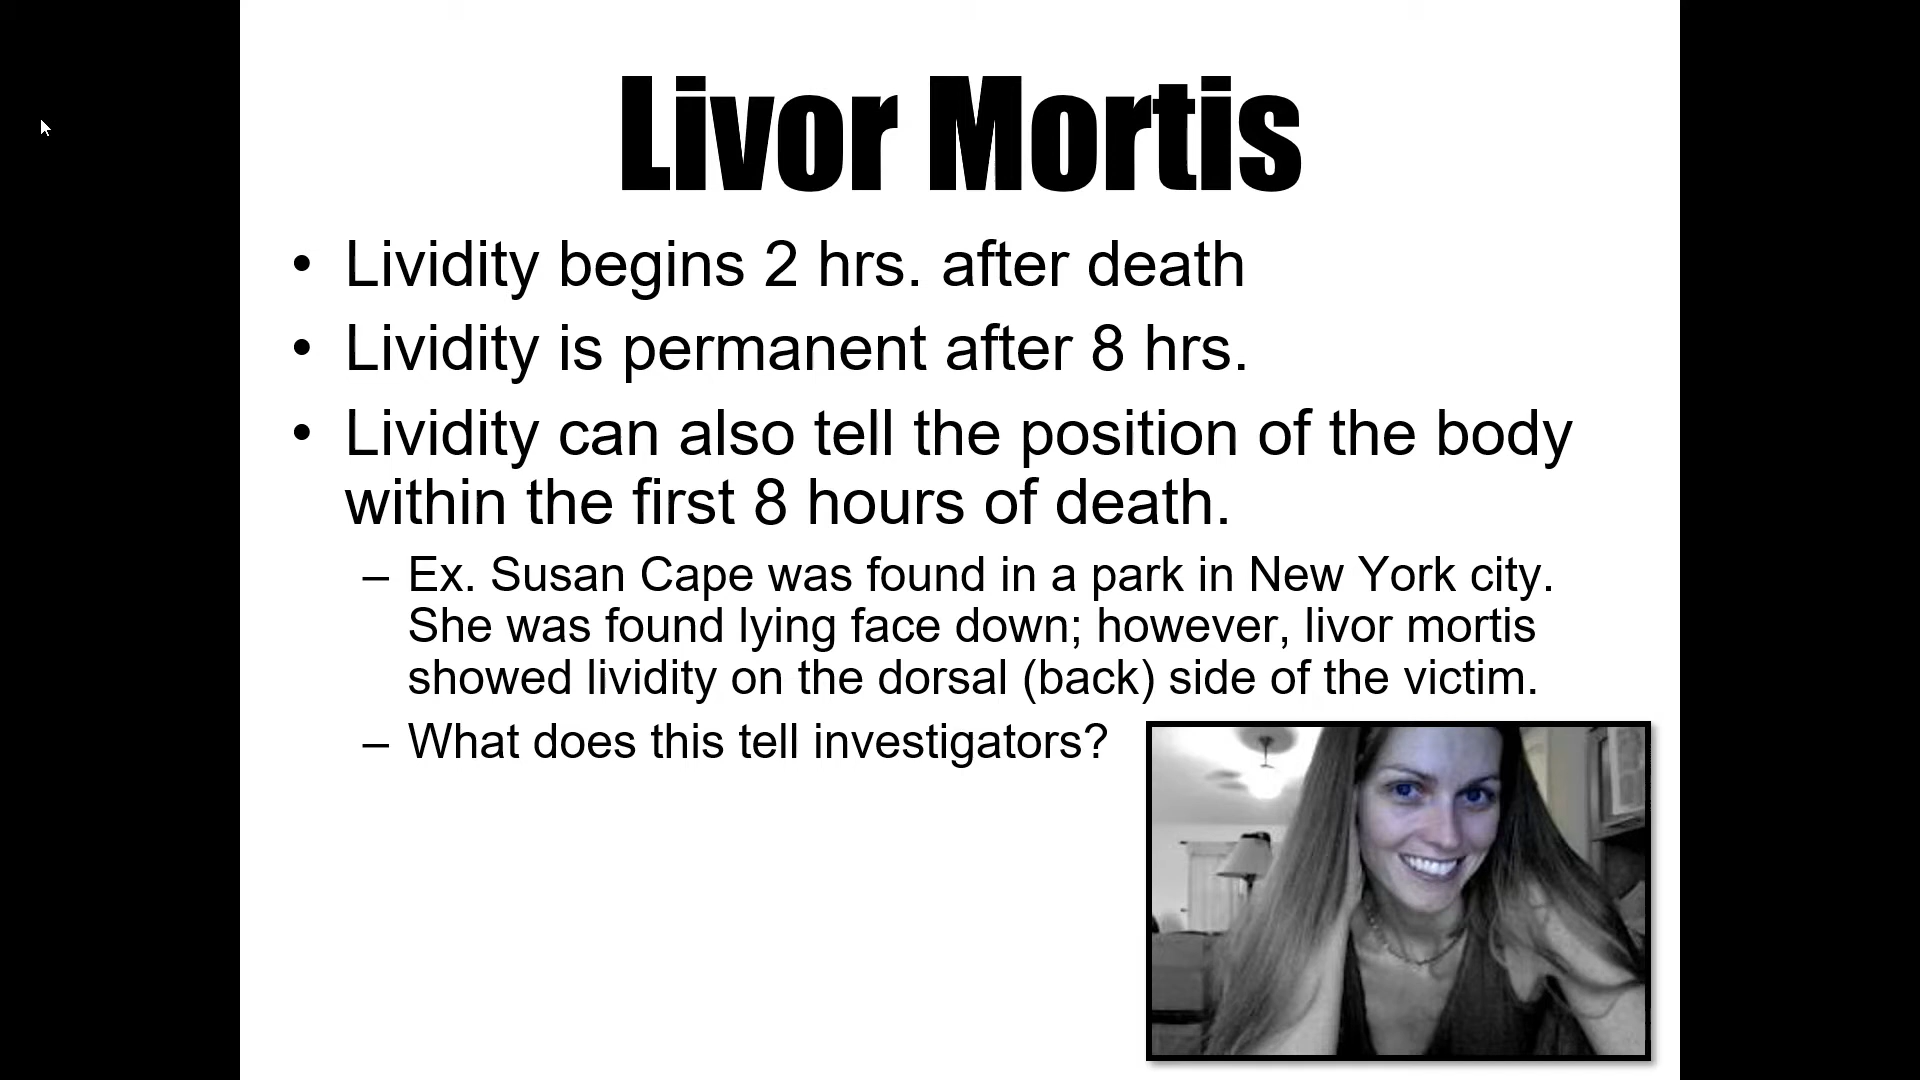 Livor Mortis
• Lividity begins 2 hrs. after death
• Lividity is permanent after 8 hrs.
• Lividity can also tell the position of the body
within the first 8 hours of death.
– Ex. Susan Cape was found in a park in New York city.
She was found lying face down; however, livor mortis
showed lividity on the dorsal (back) side of the victim.
– What does this tell investigators?